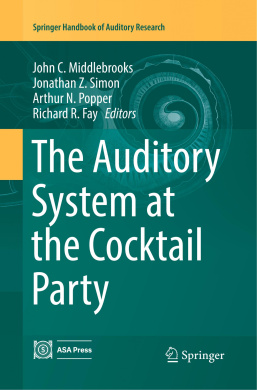 Springer Handbook of Auditory Research
John C. Middlebrooks
Jonathan Z. Simon
Arthur N. Popper
Richard R. Fay Editors
The Auditory
System at
the Cocktail
Party
ASA Press
Springer